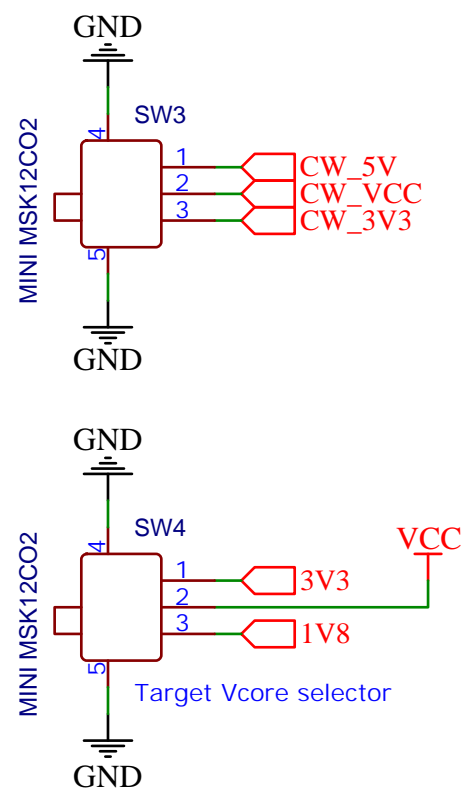 GND
SW3
4
MINI MSK12CO2
1
CW_5V
2
CW_VCC
3
CW_3V3
5
GND
GND
SW4
VCC
4
MINI MSK12CO2
1
3V3
2
3
1V8
5
Target Vcore selector
GND